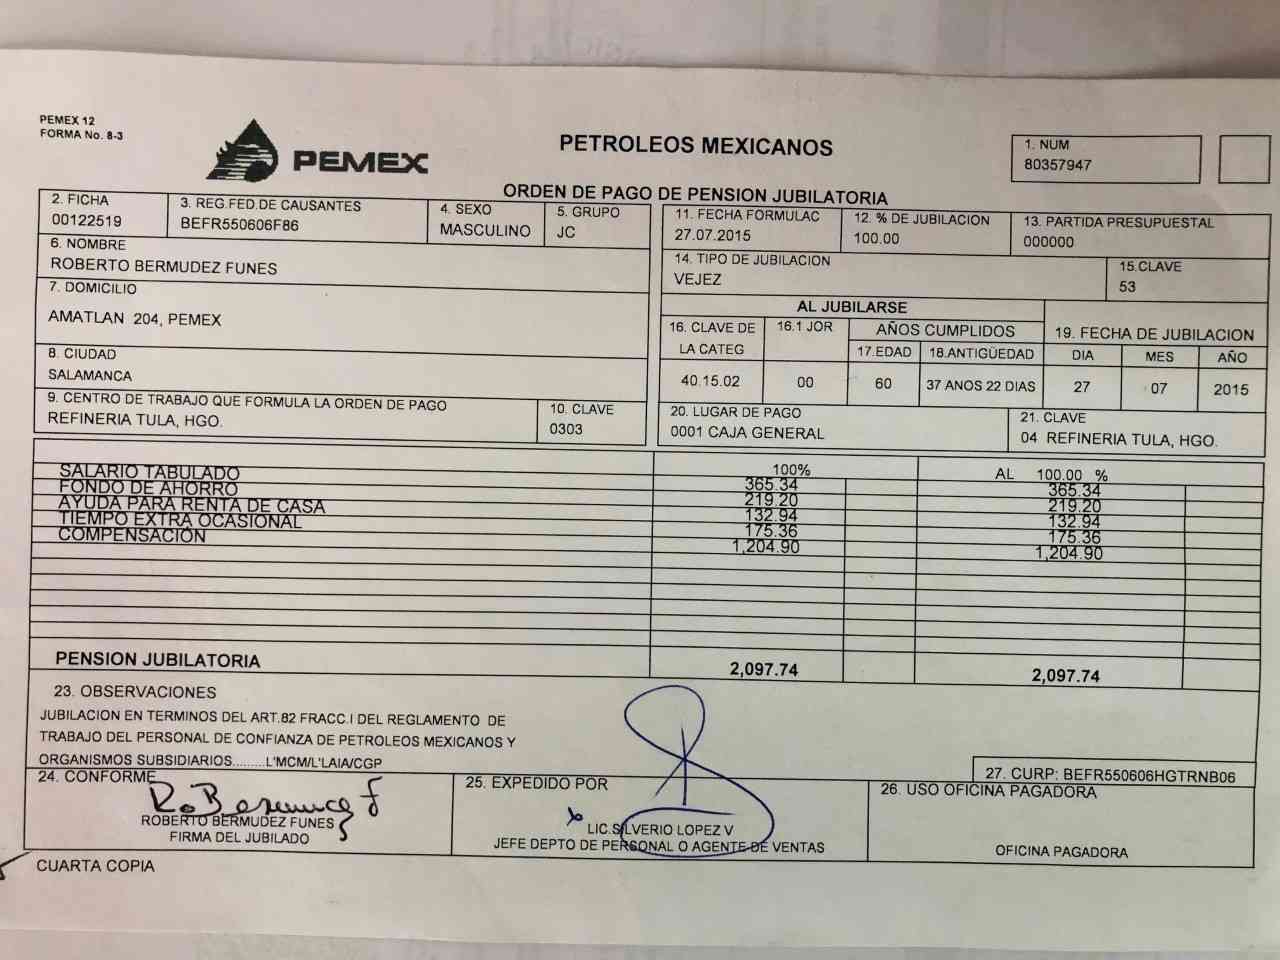 PEMEX 12
FORMA No. 8-3
PEMEX
PETROLEOS MEXICANOS
1. NUM
80357947
ORDEN DE PAGO DE PENSION JUBILATORIA
2. FICHA
00122519
3. REG.FED.DE CAUSANTES
BEFR550606F86
4. SEXO
MASCULINO
5. GRUPO
JC
6. NOMBRE
ROBERTO BERMUDEZ FUNES
7. DOMICILIO
AMATLAN 204, PEMEX
8. CIUDAD
SALAMANCA
9. CENTRO DE TRABAJO QUE FORMULA LA ORDEN DE PAGO
REFINERIA TULA, HGO.
10. CLAVE
0303
11. FECHA FORMULAC
27.07.2015
12. % DE JUBILACION
100.00
13. PARTIDA PRESUPUESTAL
000000
14. TIPO DE JUBILACION
VEJEZ
15.CLAVE
53
AL JUBILARSE
16. CLAVE DE LA CATEG
40.15.02
16.1 JOR
00
AÑOS CUMPLIDOS
17.EDAD
60
18.ANTIGÜEDAD
37 ANOS 22 DIAS
19. FECHA DE JUBILACION
DIA MES AÑO
27 07 2015
20. LUGAR DE PAGO
0001 CAJA GENERAL
21. CLAVE
04 REFINERIA TULA, HGO.
100% AL 100.00 %
SALARIO TABULADO 365.34 365.34
FONDO DE AHORRO 219.20 219.20
AYUDA PARA RENTA DE CASA 132.94 132.94
TIEMPO EXTRA OCASIONAL 175.36 175.36
COMPENSACIÓN 1,204.90 1,204.90
PENSION JUBILATORIA 2,097.74 2,097.74
23. OBSERVACIONES
JUBILACION EN TERMINOS DEL ART.82 FRACC.I DEL REGLAMENTO DE
TRABAJO DEL PERSONAL DE CONFIANZA DE PETROLEOS MEXICANOS Y
ORGANISMOS SUBSIDIARIOS.........L'MCM/L'LAIA/CGP
27. CURP: BEFR550606HGTRNB06
24. CONFORME
R. Bermudez f
ROBERTO BERMUDEZ FUNES
FIRMA DEL JUBILADO
25. EXPEDIDO POR
LIC.SILVERIO LOPEZ V
JEFE DEPTO DE PERSONAL O AGENTE DE VENTAS
26. USO OFICINA PAGADORA
OFICINA PAGADORA
CUARTA COPIA